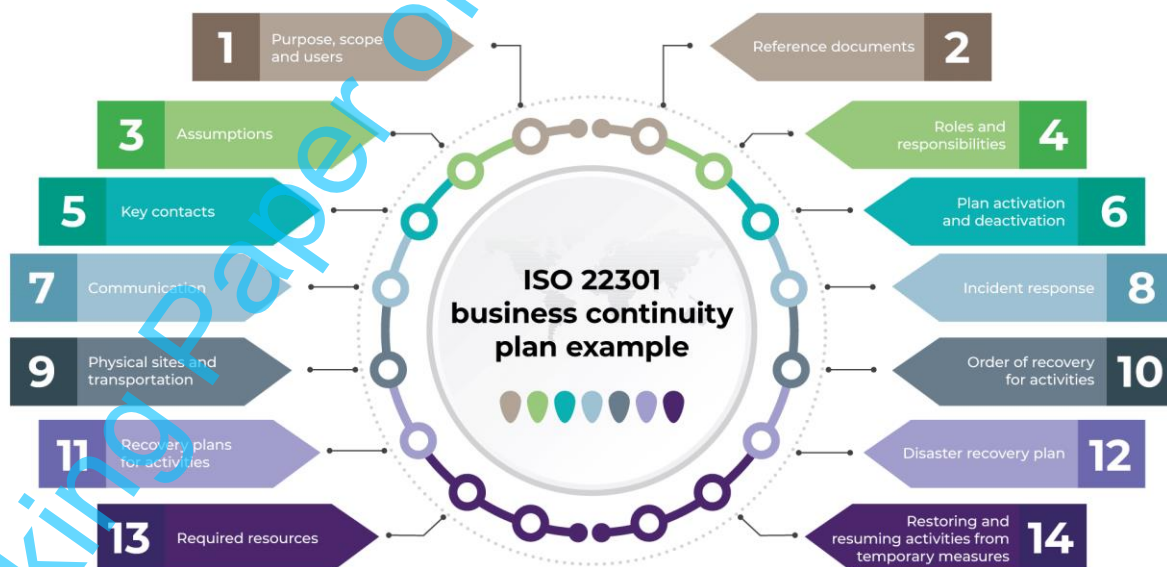 1
Purpose, scope
and users
2
Reference documents
3
Assumptions
4
Roles and
responsibilities
5
Key contacts
6
Plan activation
and deactivation
7
Communication
8
Incident response
9
Physical sites and
transportation
10
Order of recovery
for activities
11
Recovery plans
for activities
12
Disaster recovery plan
13
Required resources
14
Restoring and
resuming activities from
temporary measures
ISO 22301
business continuity
plan example
king Paper o